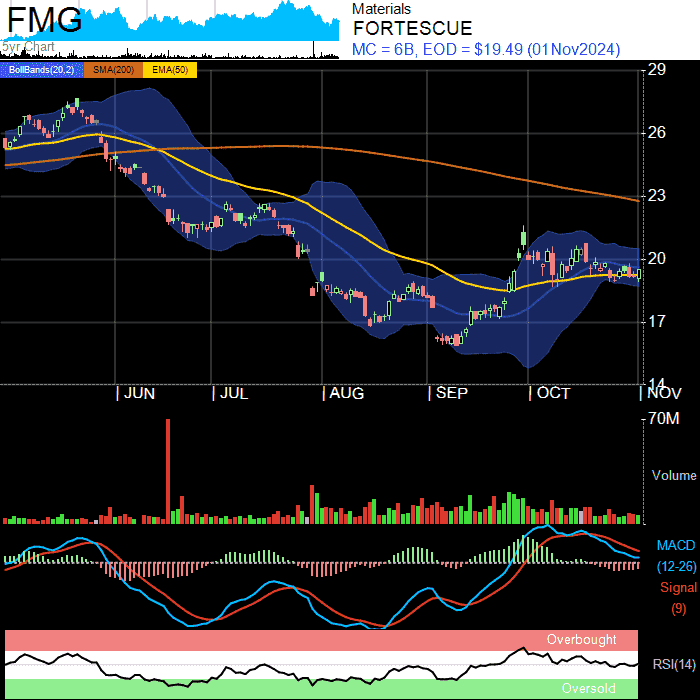 FMG
5yr Chart
Materials
FORTESCUE
MC = 6B, EOD = $19.49 (01Nov2024)
BollBands(20,2) SMA(200) EMA(50)
29
26
23
20
17
14
JUN JUL AUG SEP OCT NOV
70M
Volume
MACD
(12-26)
Signal
(9)
Overbought
RSI(14)
Oversold